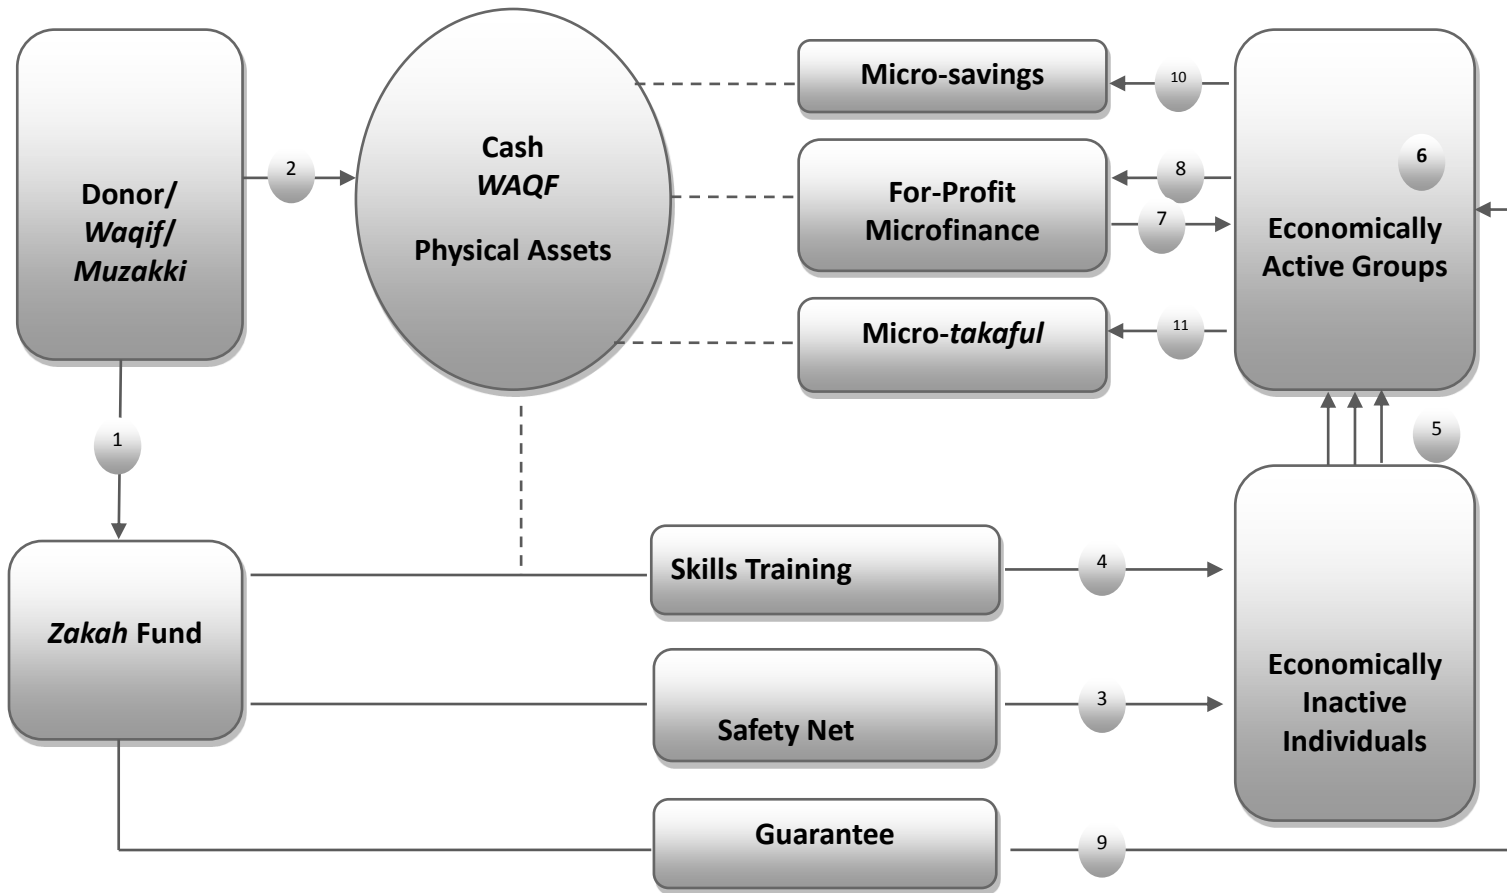 Donor/
Waqif/
Muzakki
1
2
Cash
WAQF
Physical Assets
Micro-savings
10
For-Profit
Microfinance
8
7
Micro-takaful
11
6
Economically
Active Groups
5
Zakah Fund
Skills Training
4
Safety Net
3
Economically
Inactive
Individuals
Guarantee
9